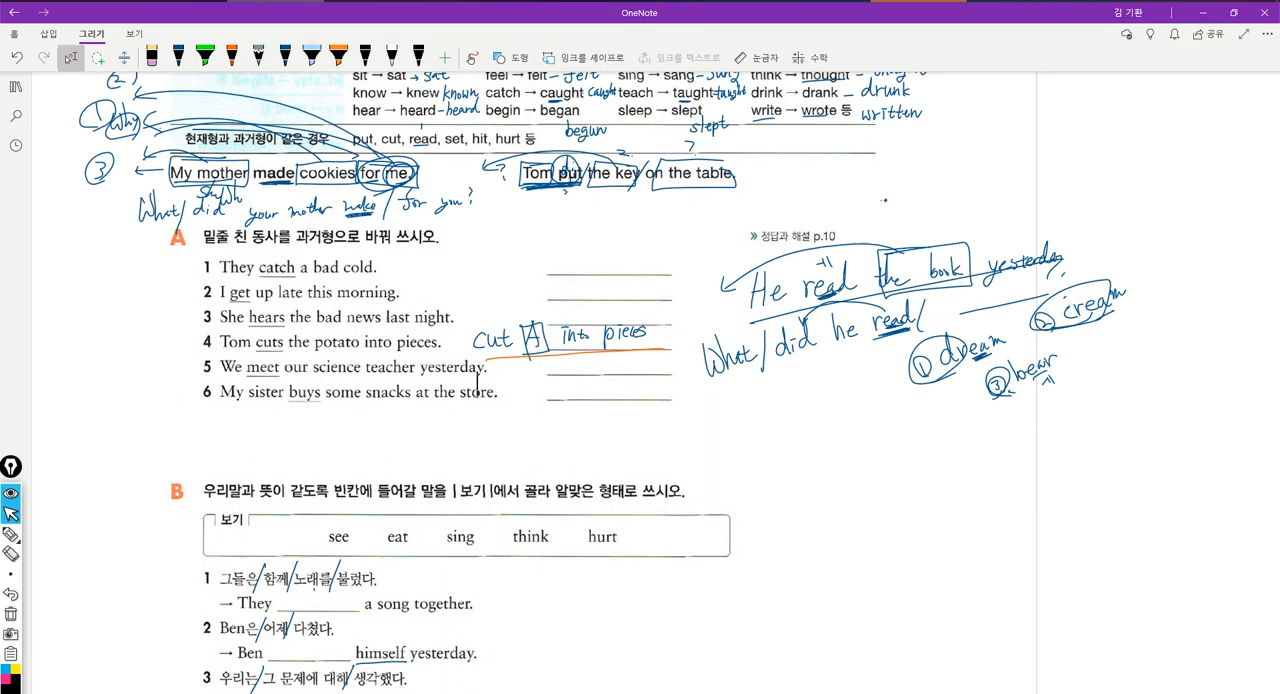 OneNote
김 기환
홈 삽입 그리기 보기
도형 잉크를 셰이프로 잉크를 텍스트로 눈금자 수식
공유
sit → sat → sat feel → felt - felt sing → sang - sung think → thought
know → knew known catch → caught caught teach → taught taught drink → drank - drunk
hear → heard - heard begin → began begun sleep → slept slept write → wrote 등 written
현재형과 과거형이 같은 경우 put, cut, read, set, hit, hurt 등
(2)
① Why
③ My mother made cookies for me. Tom put the key / on the table.
What / did your mother make / for you?
A 밑줄 친 동사를 과거형으로 바꿔 쓰시오.
» 정답과 해설 p.10
1 They catch a bad cold.
2 I get up late this morning.
3 She hears the bad news last night.
4 Tom cuts the potato into pieces.
5 We meet our science teacher yesterday.
6 My sister buys some snacks at the store.
cut A into pieces
He read the book yesterday
What / did he read /
① dream
② cream
③ bear
B 우리말과 뜻이 같도록 빈칸에 들어갈 말을 |보기|에서 골라 알맞은 형태로 쓰시오.
보기
see eat sing think hurt
1 그들은 / 함께 / 노래를 / 불렀다.
→ They ________ a song together.
2 Ben은 / 어제 / 다쳤다.
→ Ben ________ himself yesterday.
3 우리는 / 그 문제에 대해 / 생각했다.